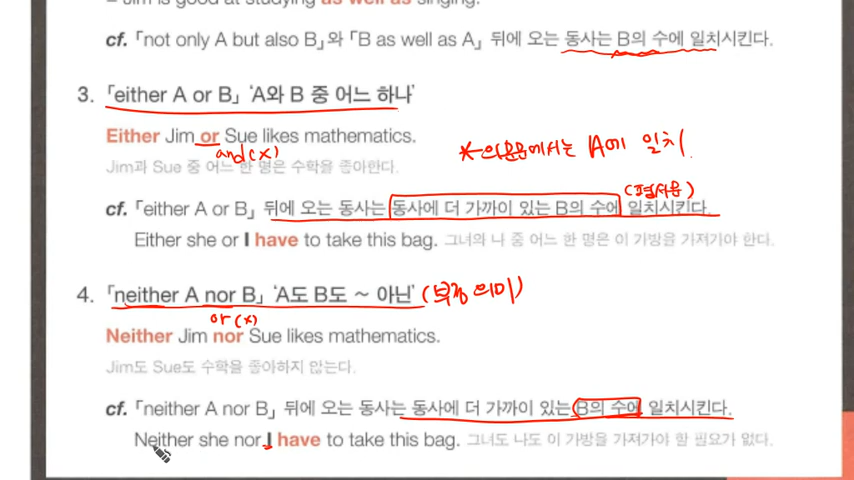 = Jim is good at studying as well as singing.
cf. 「not only A but also B」와 「B as well as A」 뒤에 오는 동사는 B의 수에 일치시킨다.
3. 「either A or B」 'A와 B 중 어느 하나'
Either Jim or Sue likes mathematics.
and(X)
*의문문에서는 A에 일치.
Jim과 Sue 중 어느 한 명은 수학을 좋아한다.
(평서문)
cf. 「either A or B」 뒤에 오는 동사는 동사에 더 가까이 있는 B의 수에 일치시킨다.
Either she or I have to take this bag. 그녀와 나 중 어느 한 명은 이 가방을 가져가야 한다.
4. 「neither A nor B」 'A도 B도 ~ 아닌' (부정 의미)
or(X)
Neither Jim nor Sue likes mathematics.
Jim도 Sue도 수학을 좋아하지 않는다.
cf. 「neither A nor B」 뒤에 오는 동사는 동사에 더 가까이 있는 B의 수에 일치시킨다.
Neither she nor I have to take this bag. 그녀도 나도 이 가방을 가져가야 할 필요가 없다.